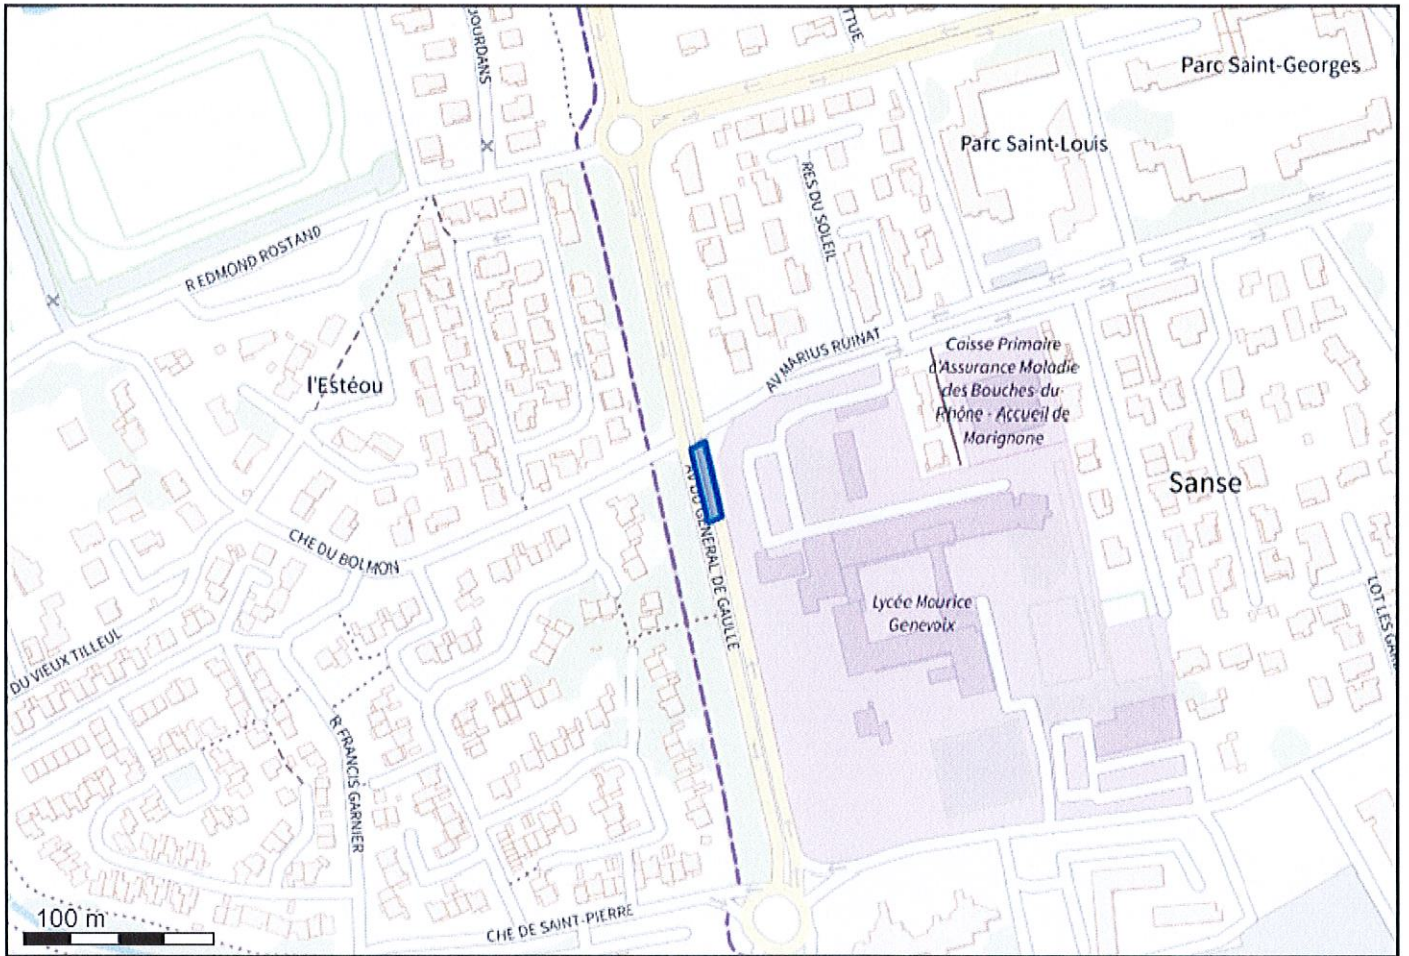 JOURDANS
TTUE
Parc Saint-Georges
Parc Saint-Louis
RES DU SOLEIL
R EDMOND ROSTAND
AV MARIUS RUINAT
Caisse Primaire
d'Assurance Maladie
des Bouches-du-
Rhône - Accueil de
Marignane
l'Estéou
Sanse
AV DU GENERAL DE GAULLE
CHE DU BOLMON
Lycée Maurice
Genevoix
DU VIEUX TILLEUL
R FRANCIS GARNIER
CHE DE SAINT-PIERRE
100 m